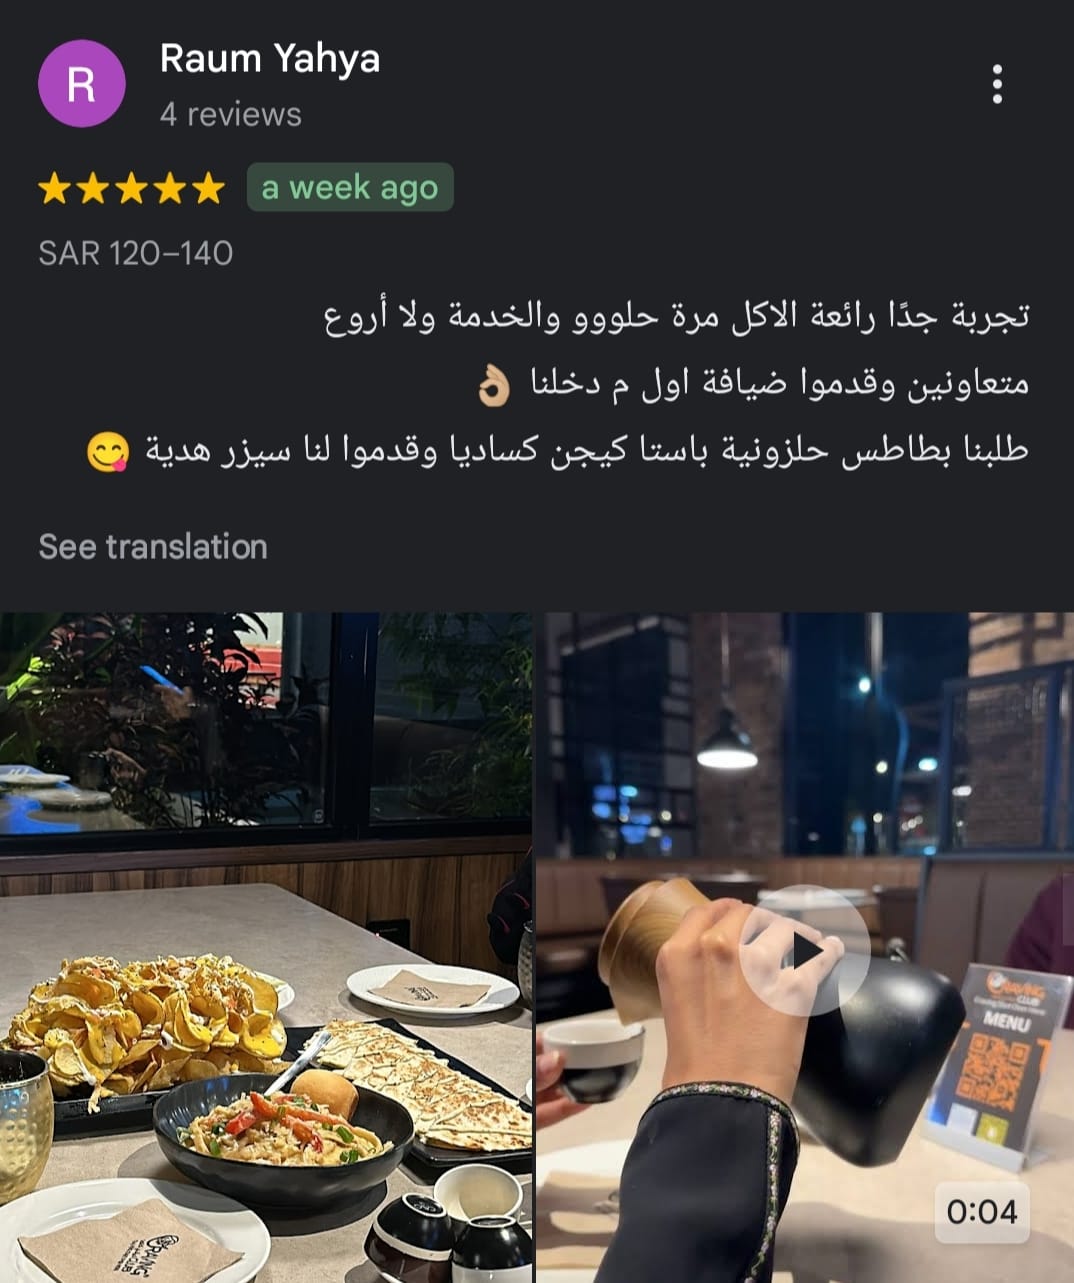 R
Raum Yahya
4 reviews
a week ago
SAR 120–140
تجربة جدًا رائعة الاكل مرة حلووو والخدمة ولا أروع
متعاونين وقدموا ضيافة اول م دخلنا 👌🏼
طلبنا بطاطس حلزونية باستا كيجن كساديا وقدموا لنا سيزر هدية 😋
See translation
CRAVING
CLUB
MENU
0:04